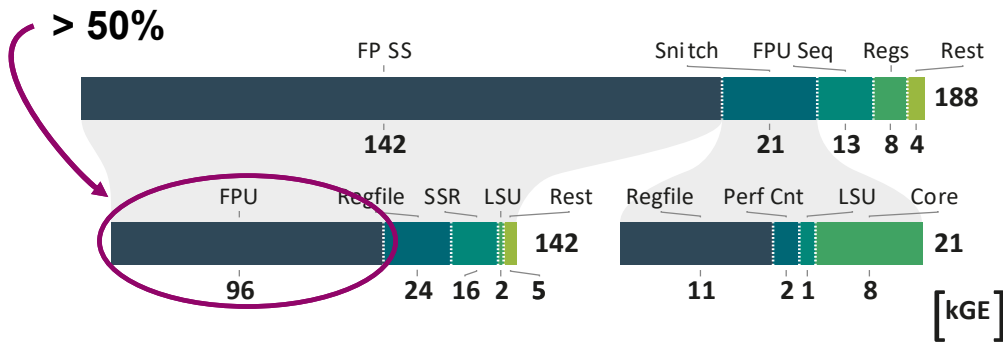 > 50%
FP SS Snitch FPU Seq Regs Rest
188
142 21 13 8 4
FPU Regfile SSR LSU Rest
142
96 24 16 2 5
Regfile Perf Cnt LSU Core
21
11 2 1 8
[kGE]